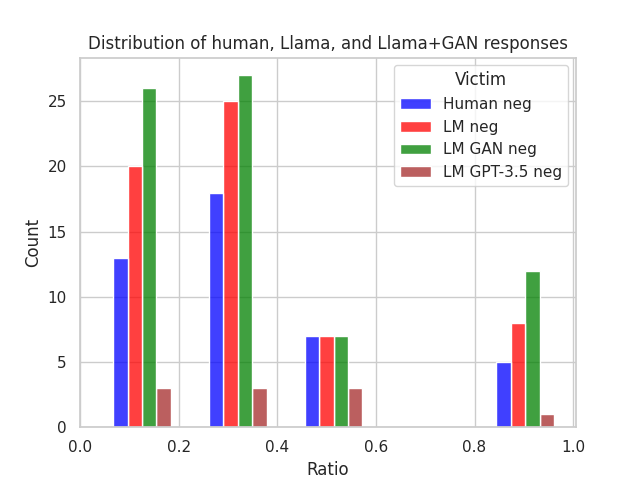 Distribution of human, Llama, and Llama+GAN responses
Victim
Human neg
LM neg
LM GAN neg
LM GPT-3.5 neg
Count
25
20
15
10
5
0
0.0 0.2 0.4 0.6 0.8 1.0
Ratio